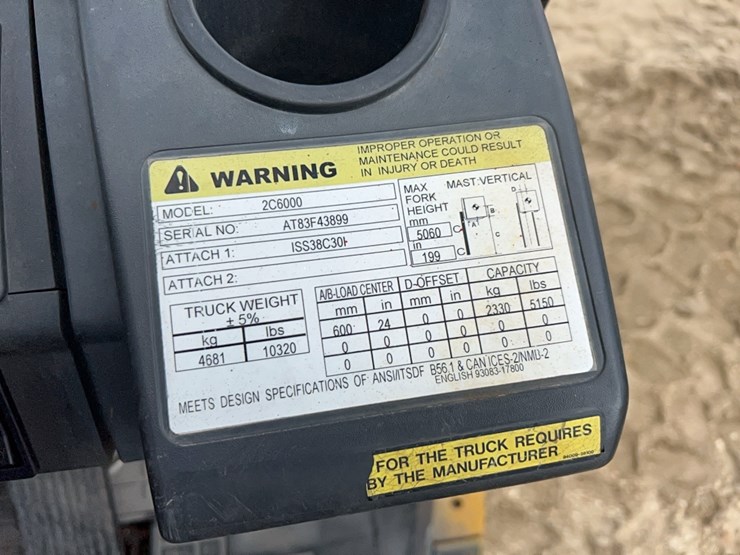 WARNING
IMPROPER OPERATION OR
MAINTENANCE COULD RESULT
IN INJURY OR DEATH
MODEL: 2C6000
SERIAL NO: AT83F43899
ATTACH 1: ISS38C30I
ATTACH 2:
MAX
FORK
HEIGHT
mm
5060
in
199
MAST:VERTICAL
D
B
A
C
C
C
TRUCK WEIGHT
± 5%
kg lbs
4681 10320
A/B-LOAD CENTER D-OFFSET CAPACITY
mm in mm in kg lbs
600 24 0 0 2330 5150
0 0 0 0 0 0
0 0 0 0 0 0
MEETS DESIGN SPECIFICATIONS OF ANSI/ITSDF B56.1 & CAN ICES-2/NMB-2
ENGLISH 93083-17800
FOR THE TRUCK REQUIRES
BY THE MANUFACTURER